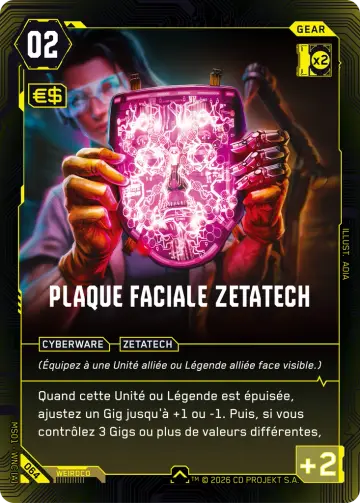 02
GEAR
€$
x2
ILLUST. ADIA
PLAQUE FACIALE ZETATECH
CYBERWARE
ZETATECH
(Équipez à une Unité alliée ou Légende alliée face visible.)
Quand cette Unité ou Légende est épuisée,
ajustez un Gig jusqu'à +1 ou -1. Puis, si vous
contrôlez 3 Gigs ou plus de valeurs différentes,
+2
064
WEIRDCO
™ © 2026 CD PROJEKT S.A.